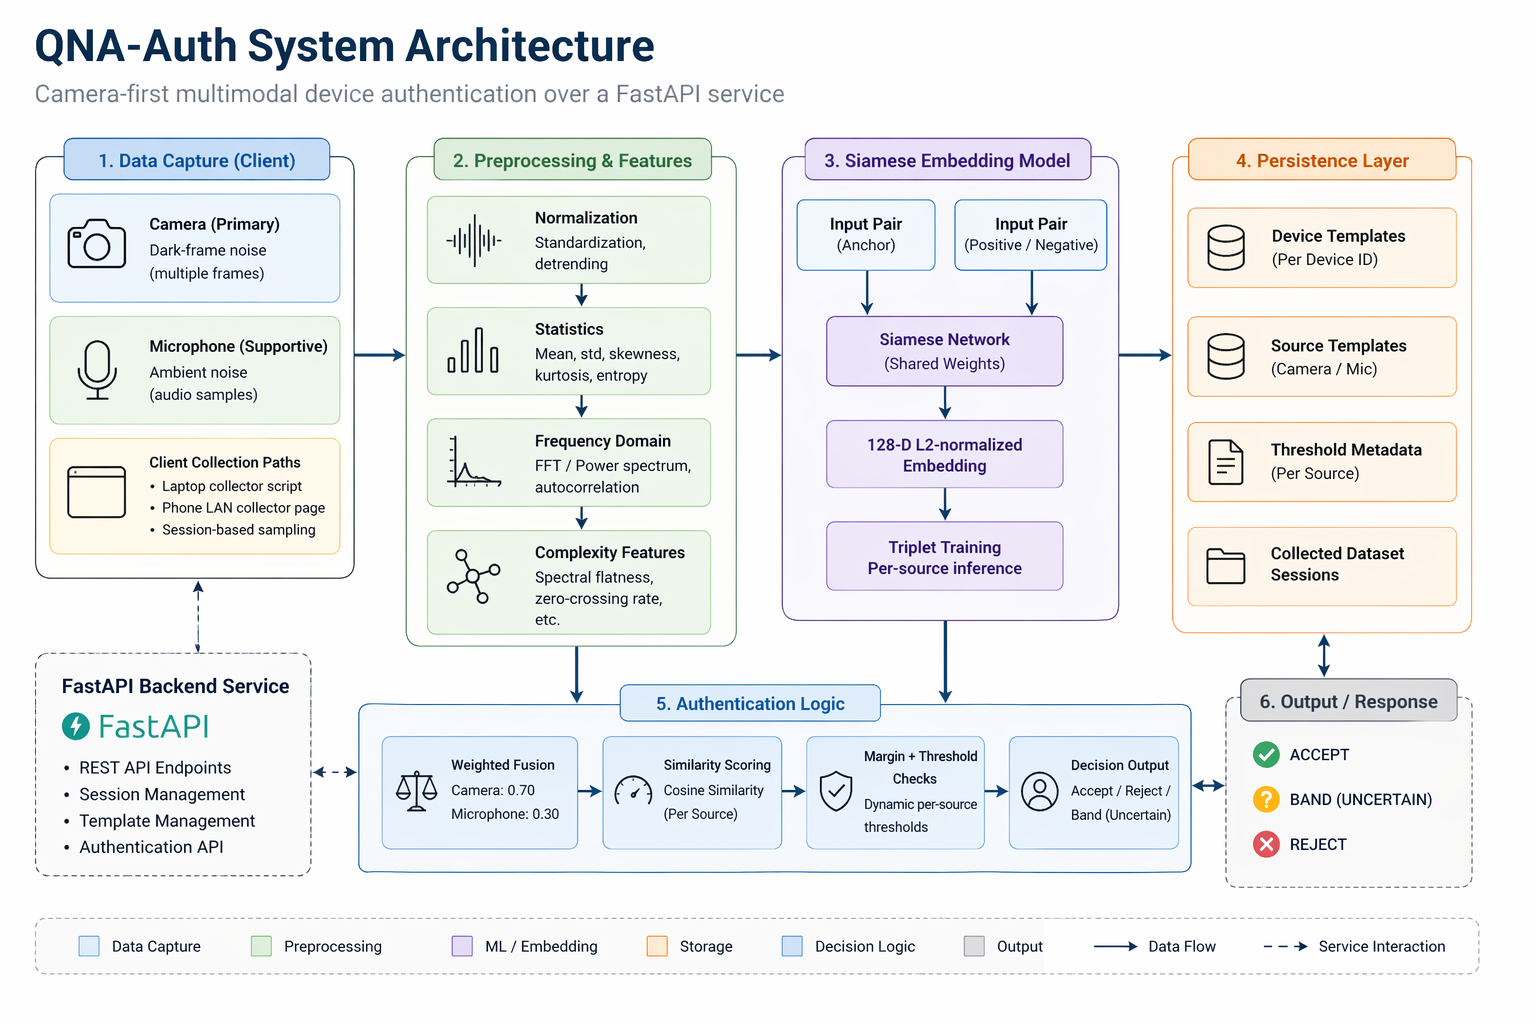 QNA-Auth System Architecture
Camera-first multimodal device authentication over a FastAPI service
1. Data Capture (Client)
Camera (Primary)
Dark-frame noise
(multiple frames)
Microphone (Supportive)
Ambient noise
(audio samples)
Client Collection Paths
• Laptop collector script
• Phone LAN collector page
• Session-based sampling
2. Preprocessing & Features
Normalization
Standardization,
detrending
Statistics
Mean, std, skewness,
kurtosis, entropy
Frequency Domain
FFT / Power spectrum,
autocorrelation
Complexity Features
Spectral flatness,
zero-crossing rate,
etc.
3. Siamese Embedding Model
Input Pair
(Anchor)
Input Pair
(Positive / Negative)
Siamese Network
(Shared Weights)
128-D L2-normalized
Embedding
Triplet Training
Per-source inference
4. Persistence Layer
Device Templates
(Per Device ID)
Source Templates
(Camera / Mic)
Threshold Metadata
(Per Source)
Collected Dataset
Sessions
FastAPI Backend Service
FastAPI
• REST API Endpoints
• Session Management
• Template Management
• Authentication API
5. Authentication Logic
Weighted Fusion
Camera: 0.70
Microphone: 0.30
Similarity Scoring
Cosine Similarity
(Per Source)
Margin + Threshold
Checks
Dynamic per-source
thresholds
Decision Output
Accept / Reject /
Band (Uncertain)
6. Output / Response
ACCEPT
? BAND (UNCERTAIN)
REJECT
Data Capture
Preprocessing
ML / Embedding
Storage
Decision Logic
Output
Data Flow
Service Interaction